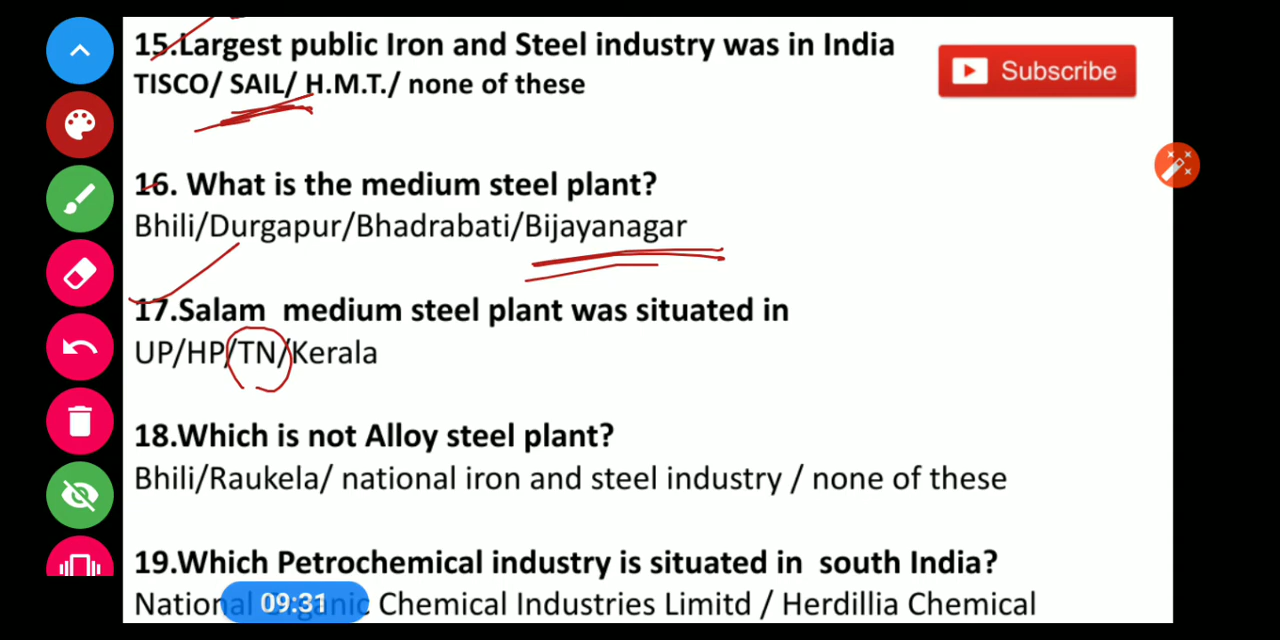 15.Largest public Iron and Steel industry was in India
Subscribe
TISCO/ SAIL/ H.M.T./ none of these
16. What is the medium steel plant?
Bhili/Durgapur/Bhadrabati/Bijayanagar
17.Salam medium steel plant was situated in
UP/HP/TN/Kerala
18.Which is not Alloy steel plant?
Bhili/Raukela/ national iron and steel industry / none of these
19.Which Petrochemical industry is situated in south India?
National Organic Chemical Industries Limitd / Herdillia Chemical
09:31